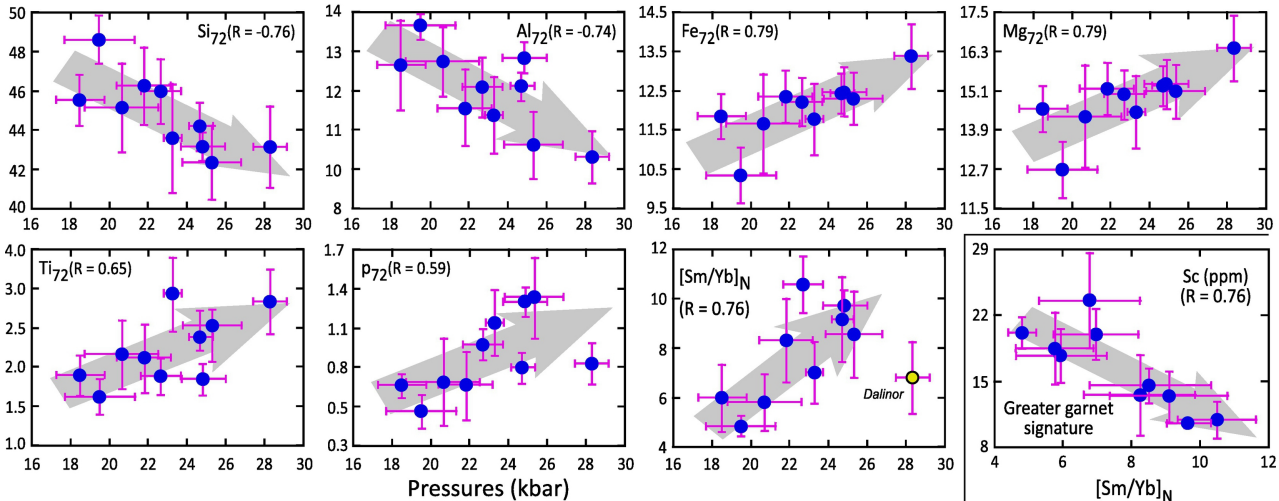 50
48
46
44
42
40
Si72(R = -0.76)
16 18 20 22 24 26 28 30
14
13
12
11
10
9
8
Al72(R = -0.74)
16 18 20 22 24 26 28 30
14.5
13.5
12.5
11.5
10.5
9.5
Fe72(R = 0.79)
16 18 20 22 24 26 28 30
17.5
16.3
15.1
13.9
12.7
11.5
Mg72(R = 0.79)
16 18 20 22 24 26 28 30
4.0
3.0
2.5
2.0
1.5
1.0
Ti72(R = 0.65)
16 18 20 22 24 26 28 30
1.7
1.4
1.1
0.8
0.5
0.3
p72(R = 0.59)
16 18 20 22 24 26 28 30
12
10
8
6
4
[Sm/Yb]N
(R = 0.76)
Dalinor
16 18 20 22 24 26 28 30
29
22
15
8
Sc (ppm)
(R = 0.76)
Greater garnet
signature
4 6 8 10 12
Pressures (kbar)
[Sm/Yb]N